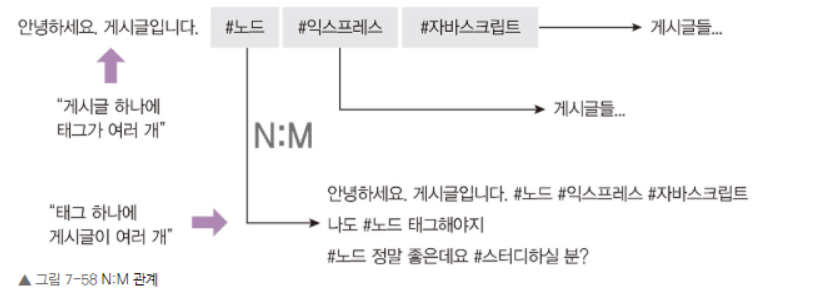 안녕하세요. 게시글입니다. #노드 #익스프레스 #자바스크립트 게시글들...
"게시글 하나에
태그가 여러 개"
게시글들...
N:M
"태그 하나에
게시글이 여러 개"
안녕하세요. 게시글입니다. #노드 #익스프레스 #자바스크립트
나도 #노드 태그해야지
#노드 정말 좋은데요 #스터디하실 분?
▲ 그림 7-58 N:M 관계